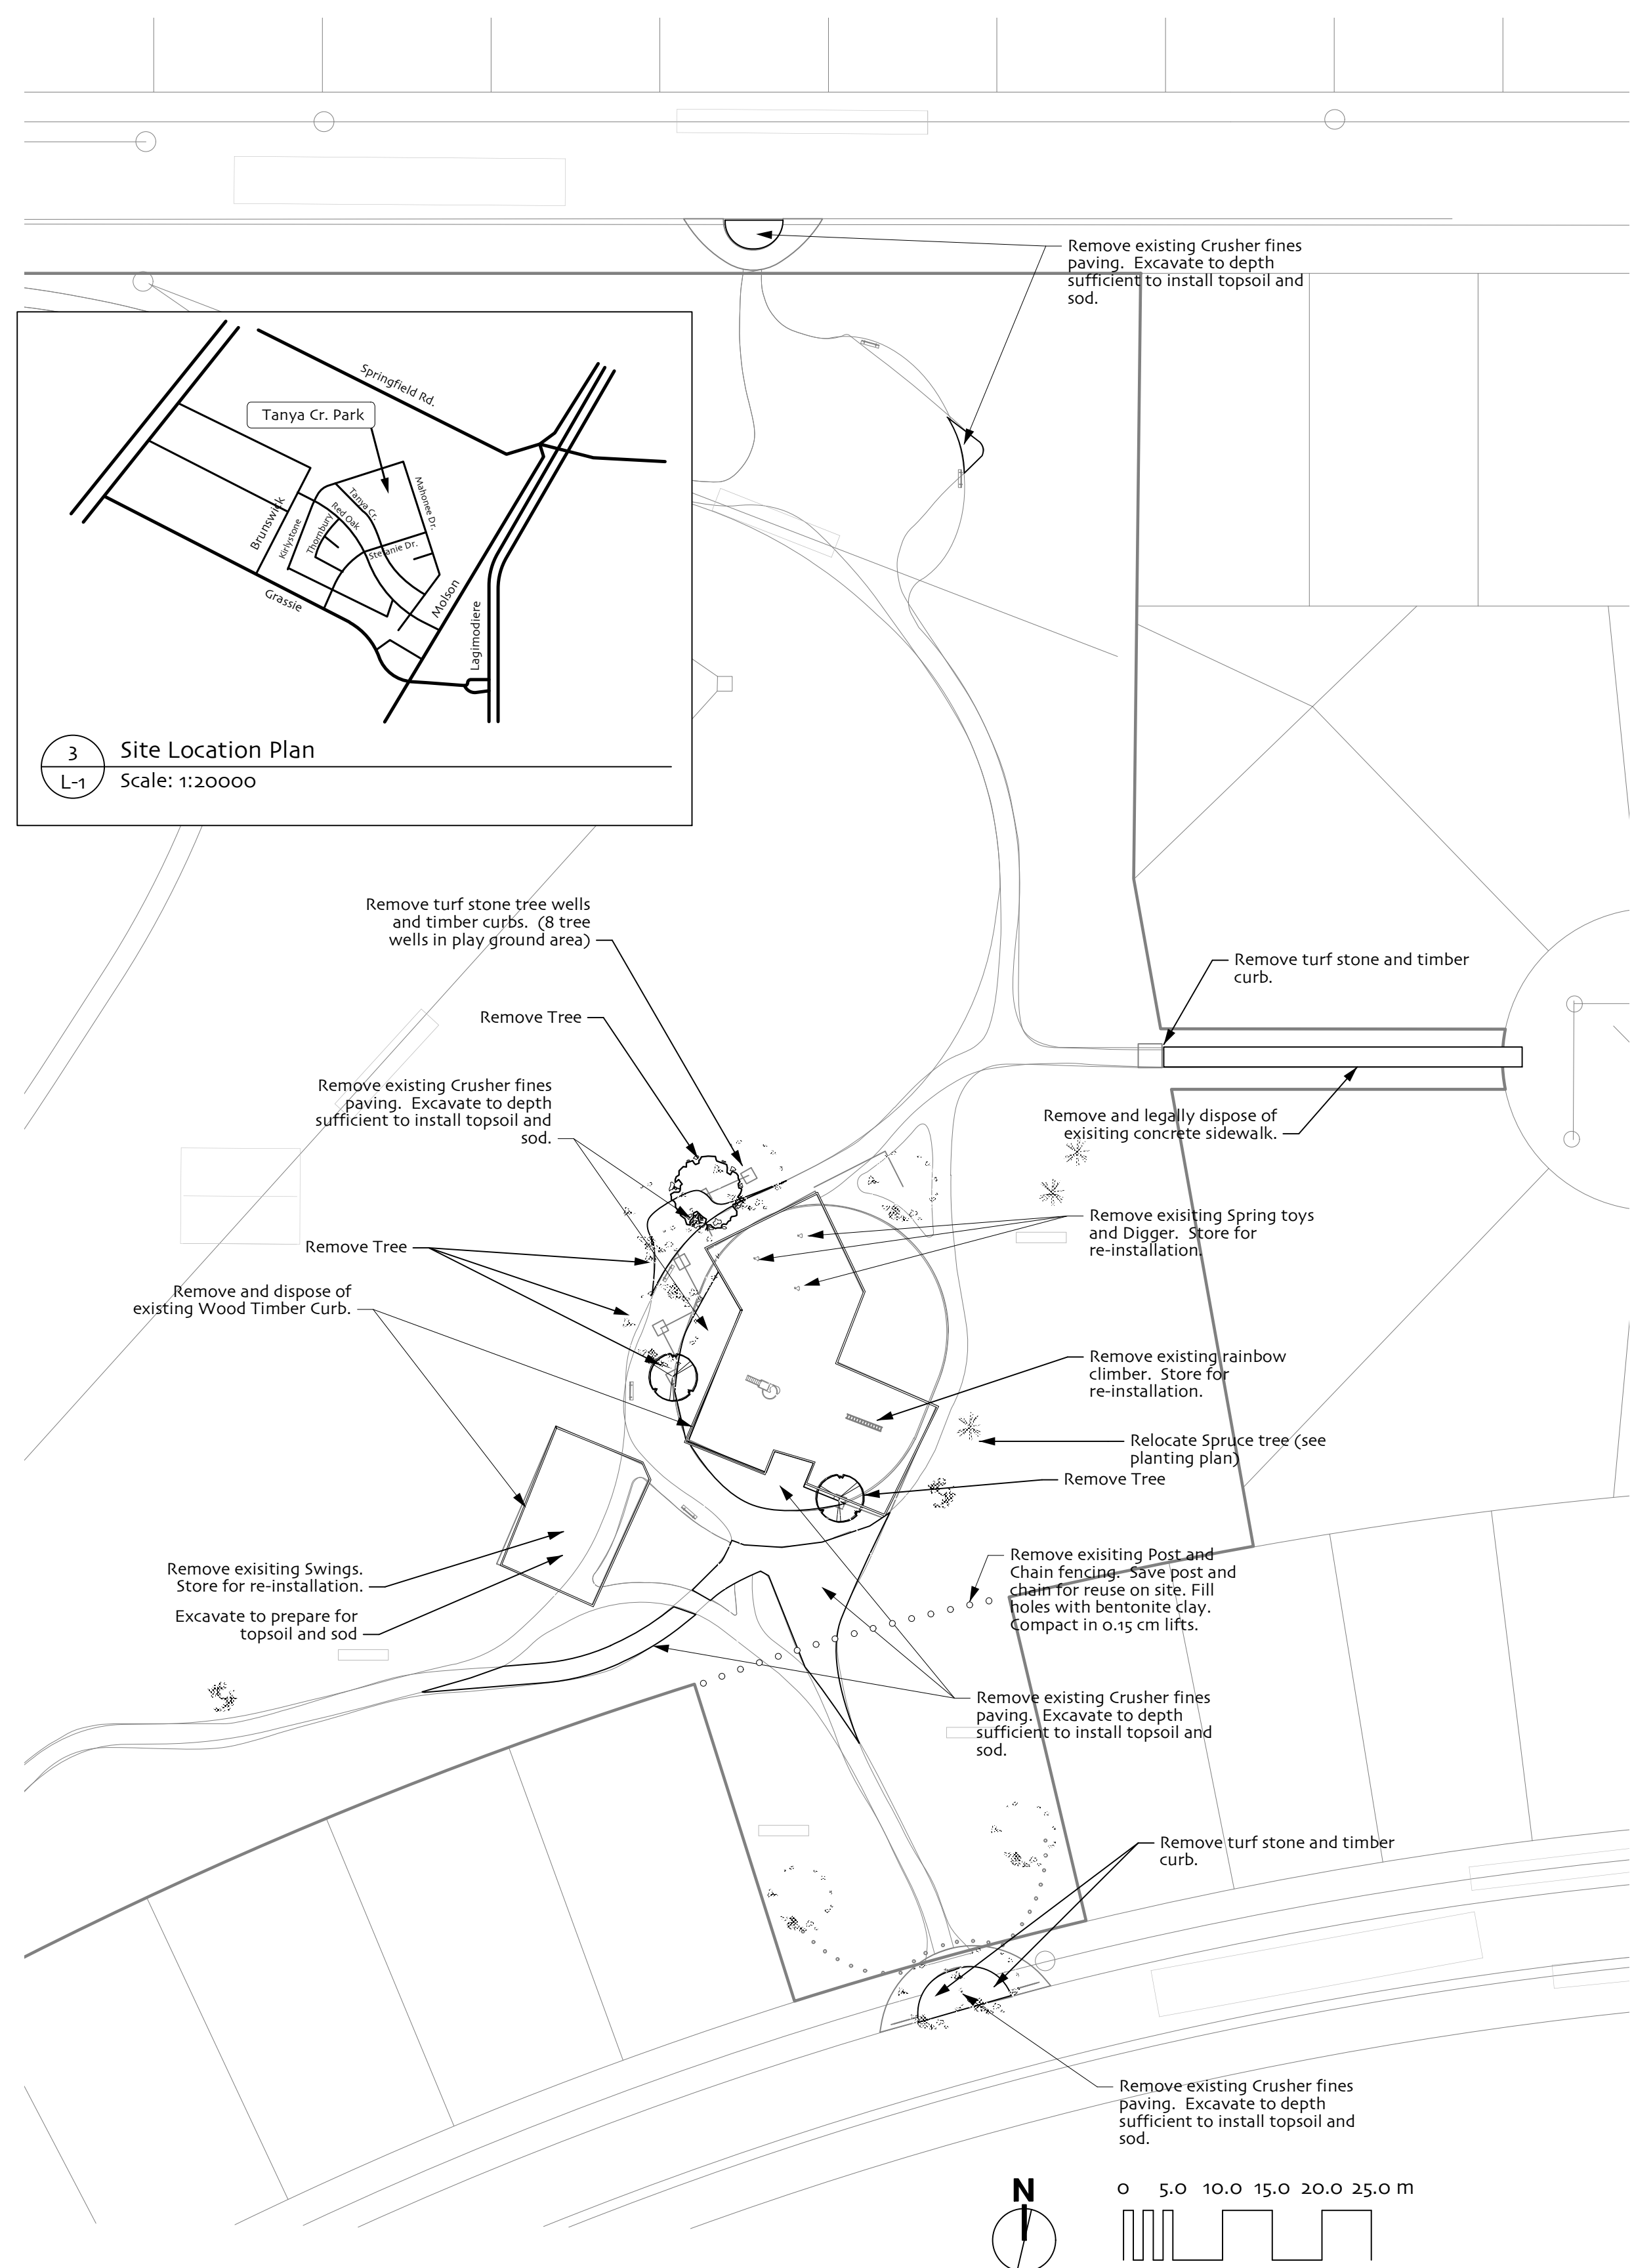 Remove existing Crusher fines
paving.  Excavate to depth
sufficient to install topsoil and
sod.
Springfield Rd.
Tanya Cr. Park
Mahonee Dr.
Tanya Cr.
Red Oak
Thornbury
Kirlystone
Brunswick
Stefanie Dr.
Grassie
Molson
Lagimodiere
3
L-1
Site Location Plan
Scale: 1:20000
Remove turf stone tree wells
and timber curbs.  (8 tree
wells in play ground area)
Remove turf stone and timber
curb.
Remove Tree
Remove existing Crusher fines
paving.  Excavate to depth
sufficient to install topsoil and
sod.
Remove and legally dispose of
exisiting concrete sidewalk.
Remove exisiting Spring toys
and Digger.  Store for
re-installation.
Remove Tree
Remove and dispose of
existing Wood Timber Curb.
Remove existing rainbow
climber.  Store for
re-installation.
Relocate Spruce tree (see
planting plan)
Remove Tree
Remove exisiting Swings.
Store for re-installation.
Excavate to prepare for
topsoil and sod
Remove exisiting Post and
Chain fencing.  Save post and
chain for reuse on site. Fill
holes with bentonite clay.
Compact in 0.15 cm lifts.
Remove existing Crusher fines
paving.  Excavate to depth
sufficient to install topsoil and
sod.
Remove turf stone and timber
curb.
Remove existing Crusher fines
paving.  Excavate to depth
sufficient to install topsoil and
sod.
N
0 5.0 10.0 15.0 20.0 25.0 m